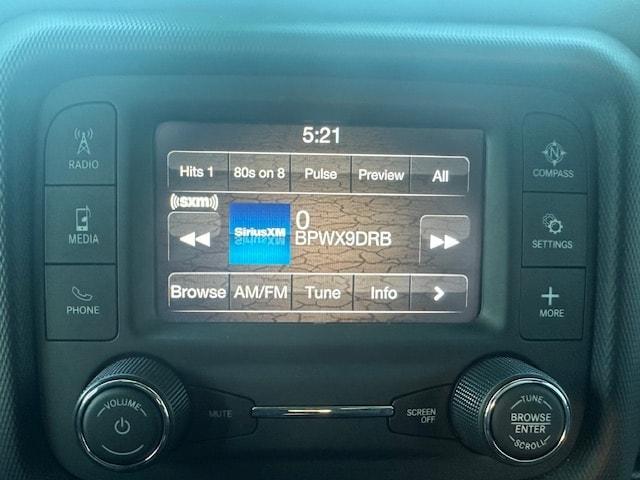 5:21
Hits 1 80s on 8 Pulse Preview All
((sxm))
SiriusXM
0
BPWX9DRB
Browse AM/FM Tune Info >
RADIO
MEDIA
PHONE
COMPASS
SETTINGS
MORE
VOLUME
MUTE
SCREEN
OFF
TUNE
BROWSE
ENTER
SCROLL